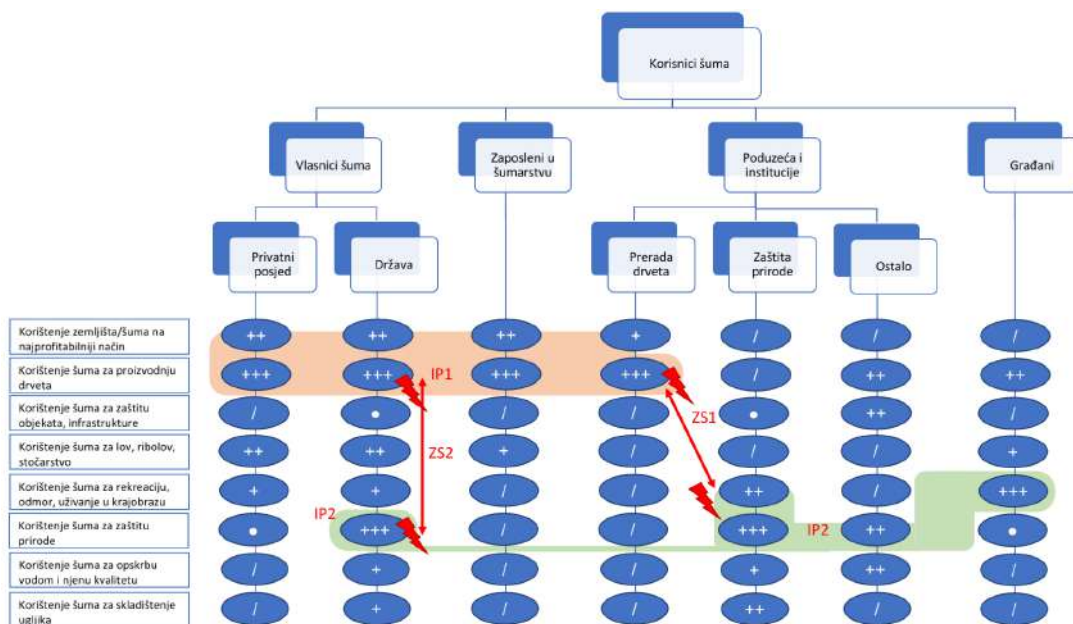 Korisnici šuma
Vlasnici šuma
Zaposleni u
šumarstvu
Poduzeća i
institucije
Građani
Privatni
posjed
Država
Prerada
drveta
Zaštita
prirode
Ostalo
Korištenje zemljišta/šuma na
najprofitabilniji način
++ ++ ++ + / / /
Korištenje šuma za proizvodnju
drveta
+++ +++ IP1 +++ +++ / ++ ++
Korištenje šuma za zaštitu
objekata, infrastrukture
/ • / / ZS1 • ++ /
Korištenje šuma za lov, ribolov,
stočarstvo
++ ++ ZS2 + / / / +
Korištenje šuma za rekreaciju,
odmor, uživanje u krajobrazu
+ + / / ++ / +++
Korištenje šuma za zaštitu
prirode
• IP2 +++ / / +++ IP2 ++ •
Korištenje šuma za opskrbu
vodom i njenu kvalitetu
/ + / / + ++ /
Korištenje šuma za skladištenje
ugljika
/ + / / ++ / /